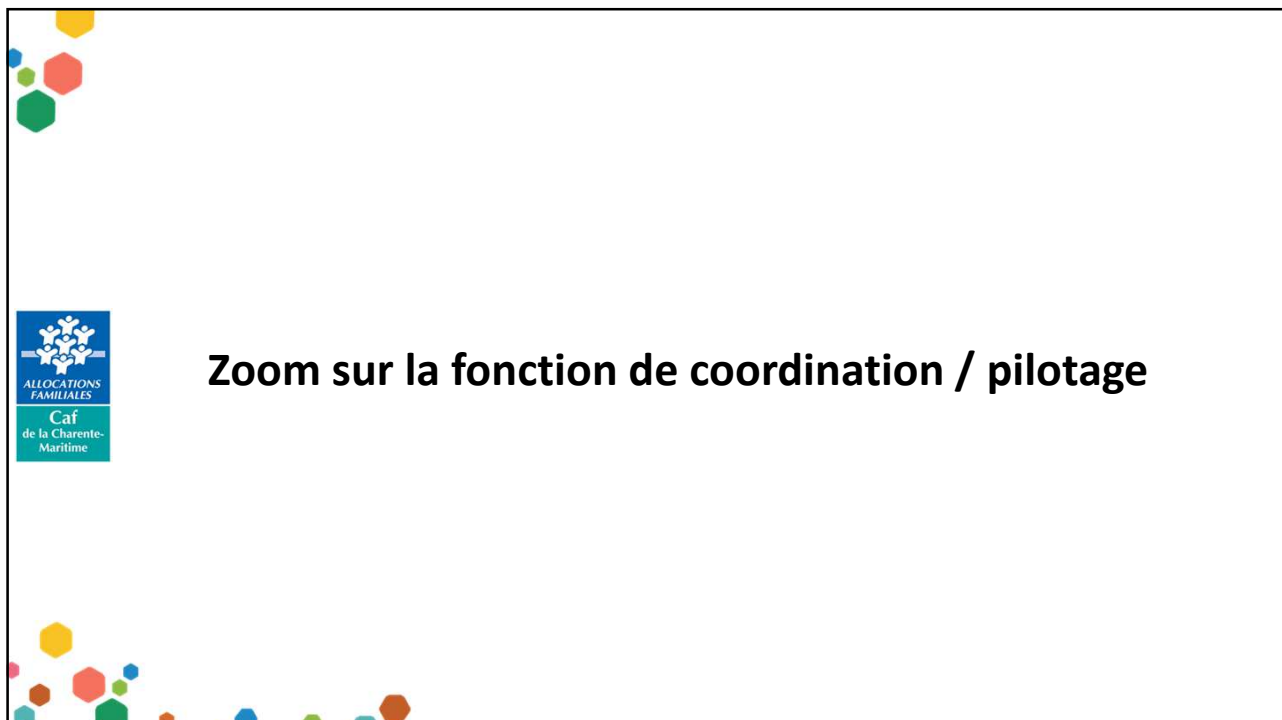 Zoom sur la fonction de coordination / pilotage
ALLOCATIONS
FAMILIALES
Caf
de la Charente-
Maritime